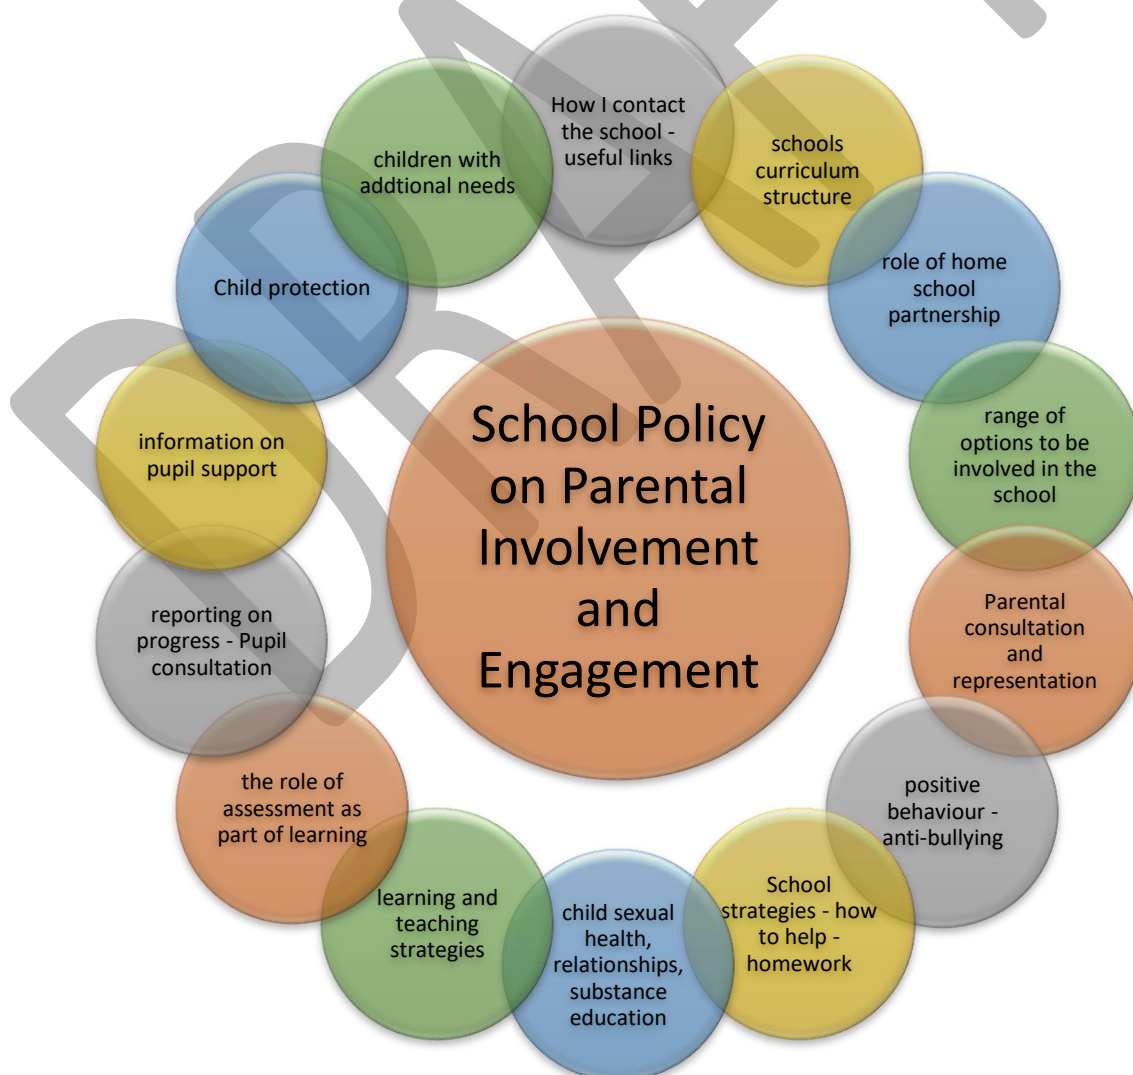 School Policy
on Parental
Involvement
and
Engagement
How I contact
the school -
useful links
schools
curriculum
structure
role of home
school
partnership
range of
options to be
involved in the
school
Parental
consultation
and
representation
positive
behaviour -
anti-bullying
School
strategies - how
to help -
homework
child sexual
health,
relationships,
substance
education
learning and
teaching
strategies
the role of
assessment as
part of learning
reporting on
progress - Pupil
consultation
information on
pupil support
Child protection
children with
addtional needs
DRAFT